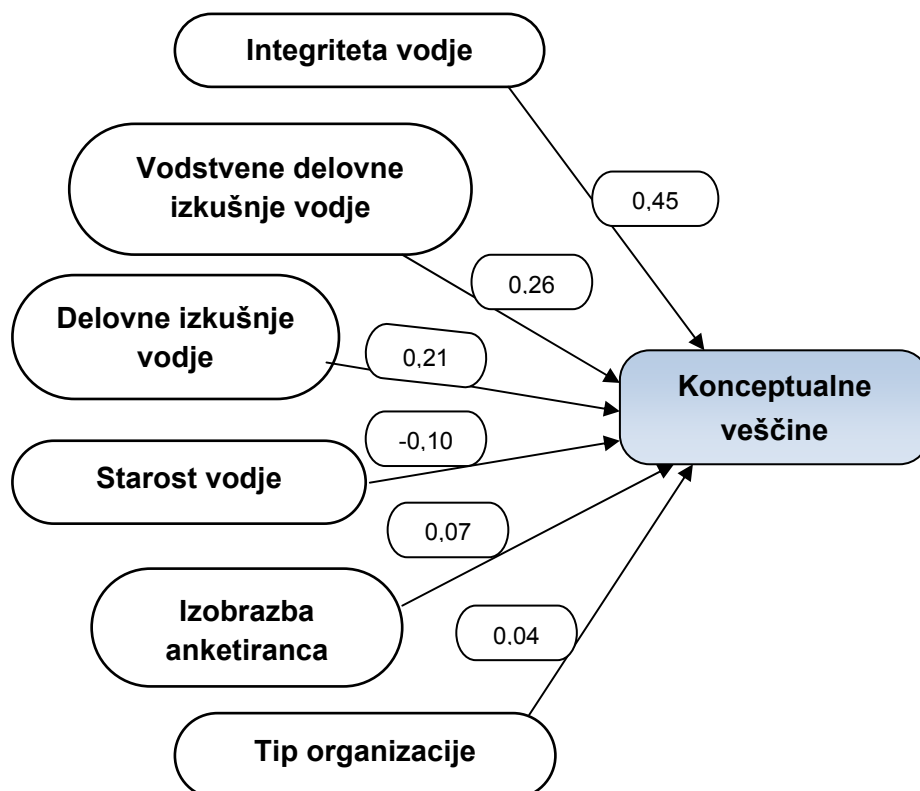 Integriteta vodje
Vodstvene delovne
izkušnje vodje
0,45
0,26
Delovne izkušnje
vodje
0,21
Konceptualne
veščine
-0,10
Starost vodje
0,07
Izobrazba
anketiranca
0,04
Tip organizacije